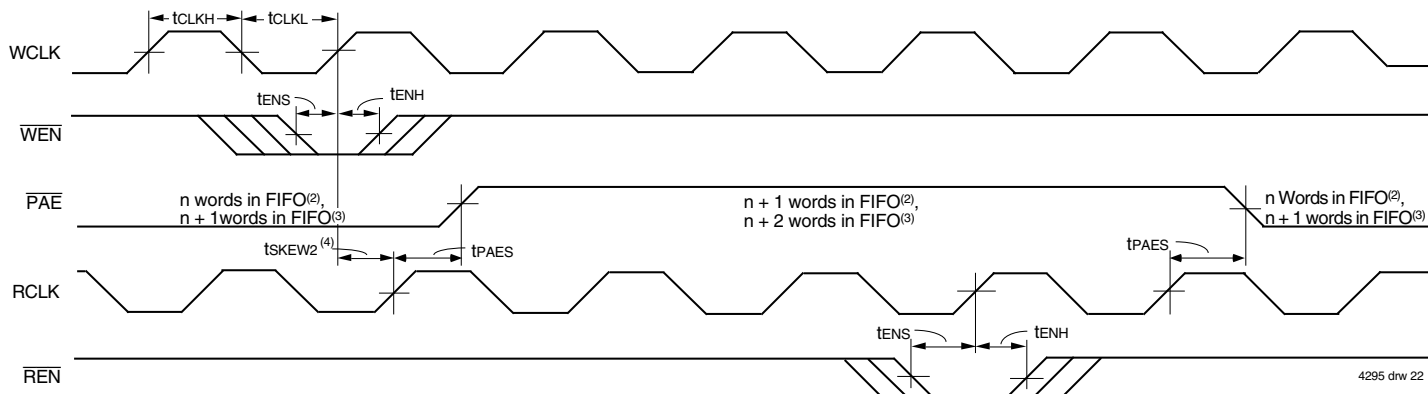 tCLKH
tCLKL
WCLK
tENS
tENH
WEN
PAE
n words in FIFO(2),
n + 1words in FIFO(3)
n + 1 words in FIFO(2),
n + 2 words in FIFO(3)
n Words in FIFO(2),
n + 1 words in FIFO(3)
tSKEW2 (4)
tPAES
tPAES
RCLK
tENS
tENH
REN
4295 drw 22